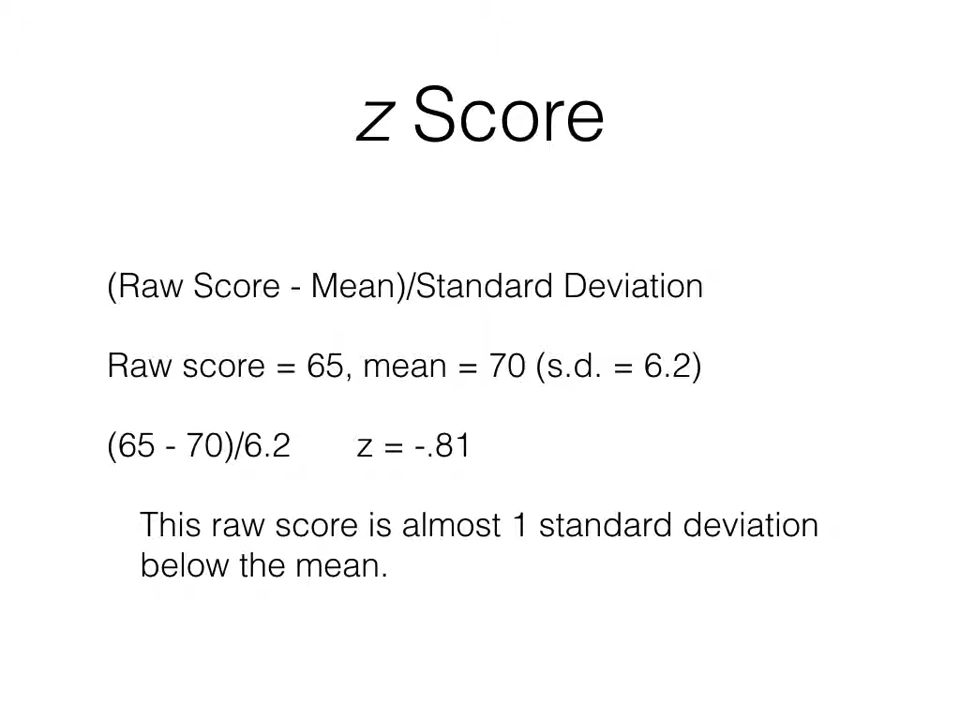 z Score
(Raw Score - Mean)/Standard Deviation
Raw score = 65, mean = 70 (s.d. = 6.2)
(65 - 70)/6.2 z = -.81
This raw score is almost 1 standard deviation
below the mean.